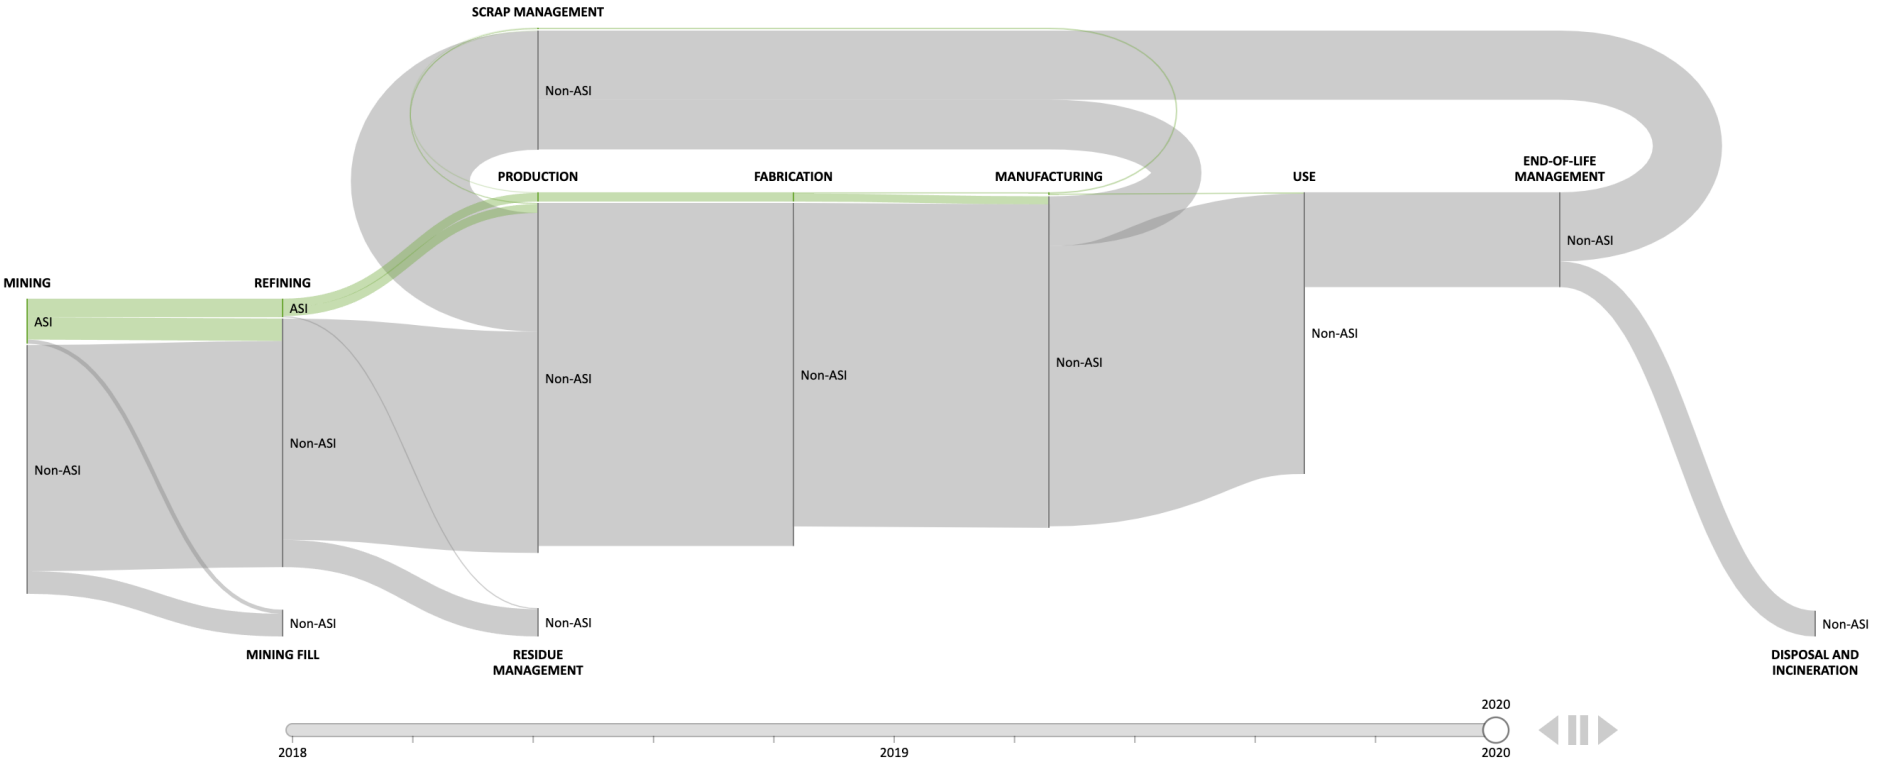 SCRAP MANAGEMENT
Non-ASI
PRODUCTION
FABRICATION
MANUFACTURING
USE
END-OF-LIFE
MANAGEMENT
Non-ASI
MINING
REFINING
ASI
ASI
Non-ASI
Non-ASI
Non-ASI
Non-ASI
Non-ASI
Non-ASI
Non-ASI
Non-ASI
Non-ASI
Non-ASI
MINING FILL
RESIDUE
MANAGEMENT
DISPOSAL AND
INCINERATION
2020
2018
2019
2020